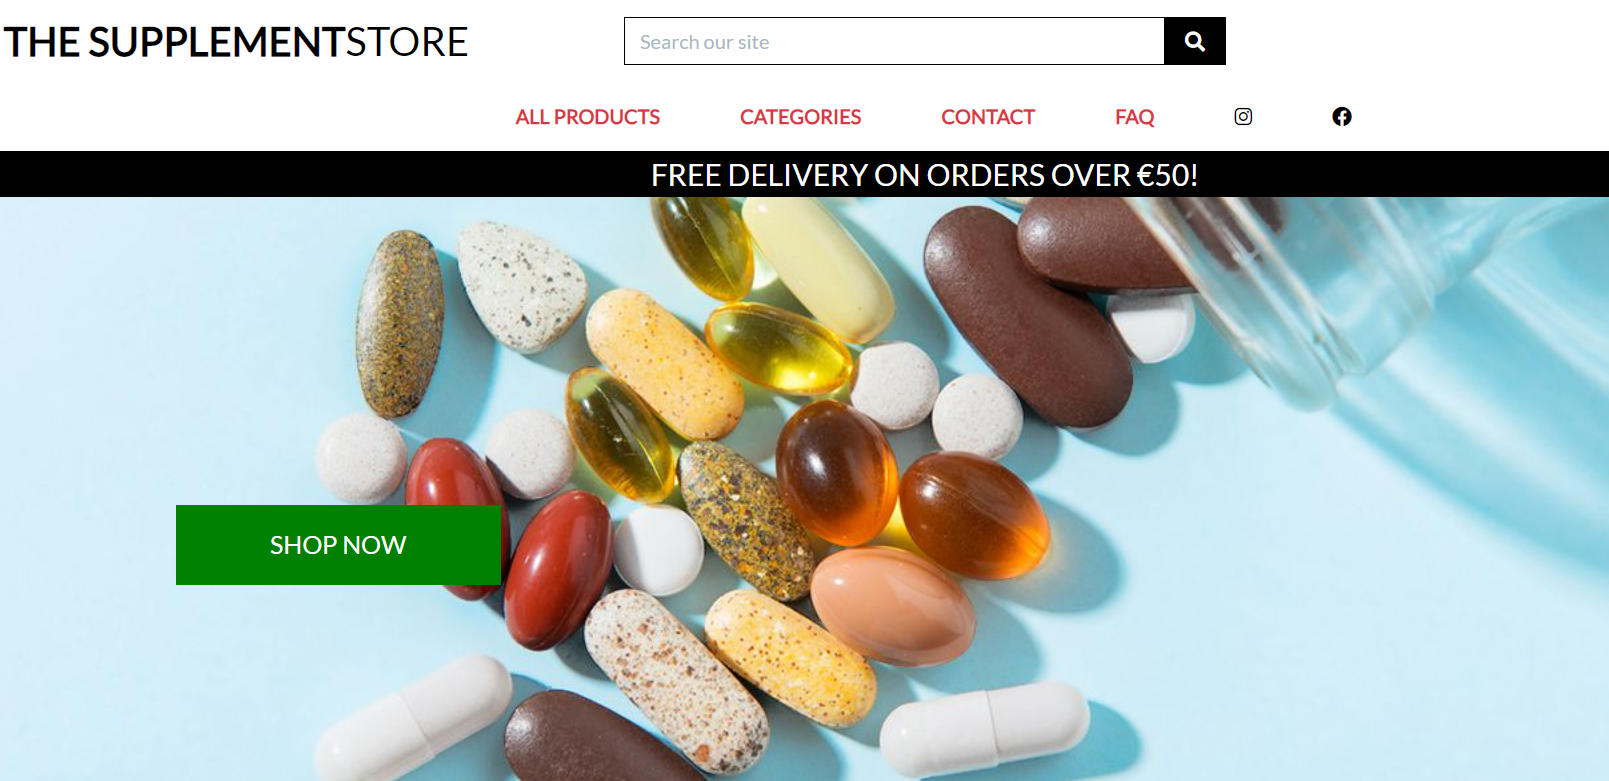 THE SUPPLEMENTSTORE
Search our site
ALL PRODUCTS CATEGORIES CONTACT FAQ
FREE DELIVERY ON ORDERS OVER €50!
SHOP NOW